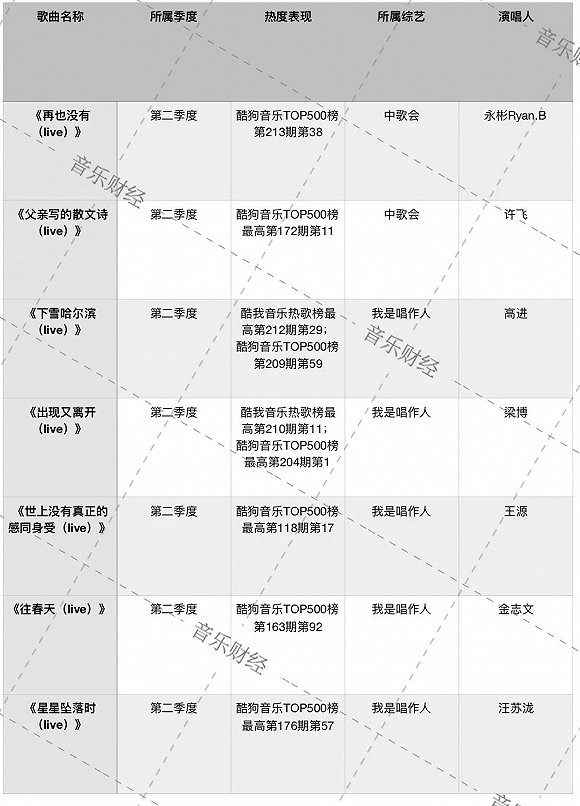 歌曲名称 所属季度 热度表现 所属综艺 演唱人
《再也没有 第二季度 酷狗音乐TOP500榜 中歌会 永彬Ryan.B
（live）》 第213期第38
《父亲写的散文诗 第二季度 酷狗音乐TOP500榜 中歌会 许飞
（live）》 最高第172期第11
《下雪哈尔滨 第二季度 酷我音乐热歌榜最 我是唱作人 高进
（live）》 高第212期第29；
酷狗音乐TOP500榜
第209期第59
《出现又离开 第二季度 酷我音乐热歌榜最 我是唱作人 梁博
（live）》 高第210期第11；
酷狗音乐TOP500榜
最高第204期第1
《世上没有真正的 第二季度 酷狗音乐TOP500榜 我是唱作人 王源
感同身受（live）》 最高第118期第17
《往春天（live）》 第二季度 酷狗音乐TOP500榜 我是唱作人 金志文
第163期第92
《星星坠落时 第二季度 酷狗音乐TOP500榜 我是唱作人 汪苏泷
（live）》 最高第176期第57
音乐财经
音乐财经
音乐财经
音乐财
音